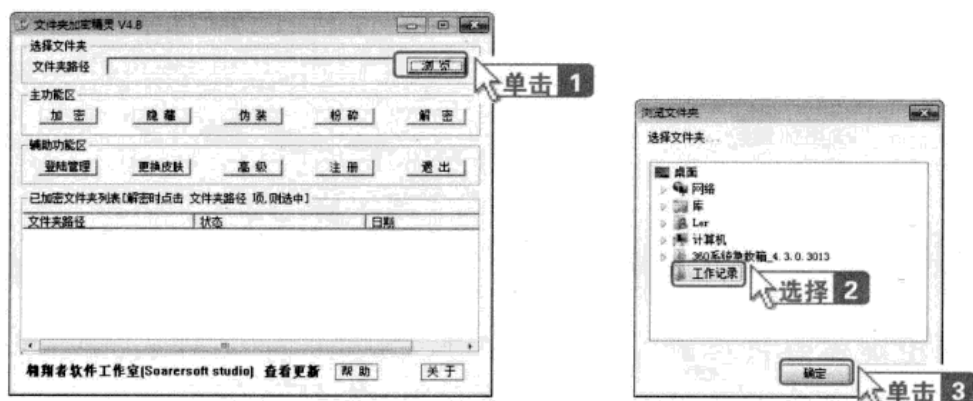 文件夹加密精灵 V4.8
选择文件夹
文件夹路径 浏览
单击 1
主功能区
加密 隐藏 伪装 粉碎 解密
辅助功能区
登陆管理 更换皮肤 高级 注册 退出
已加密文件夹列表[解密时点击 文件夹路径 项,则选中]
文件夹路径 状态 日期
翱翔者软件工作室(Soarersoft studio) 查看更新 帮助 关于
浏览文件夹
选择文件夹...
桌面
网络
库
Ler
计算机
360系统急救箱_4.3.0.3013
工作记录
选择 2
确定
单击 3